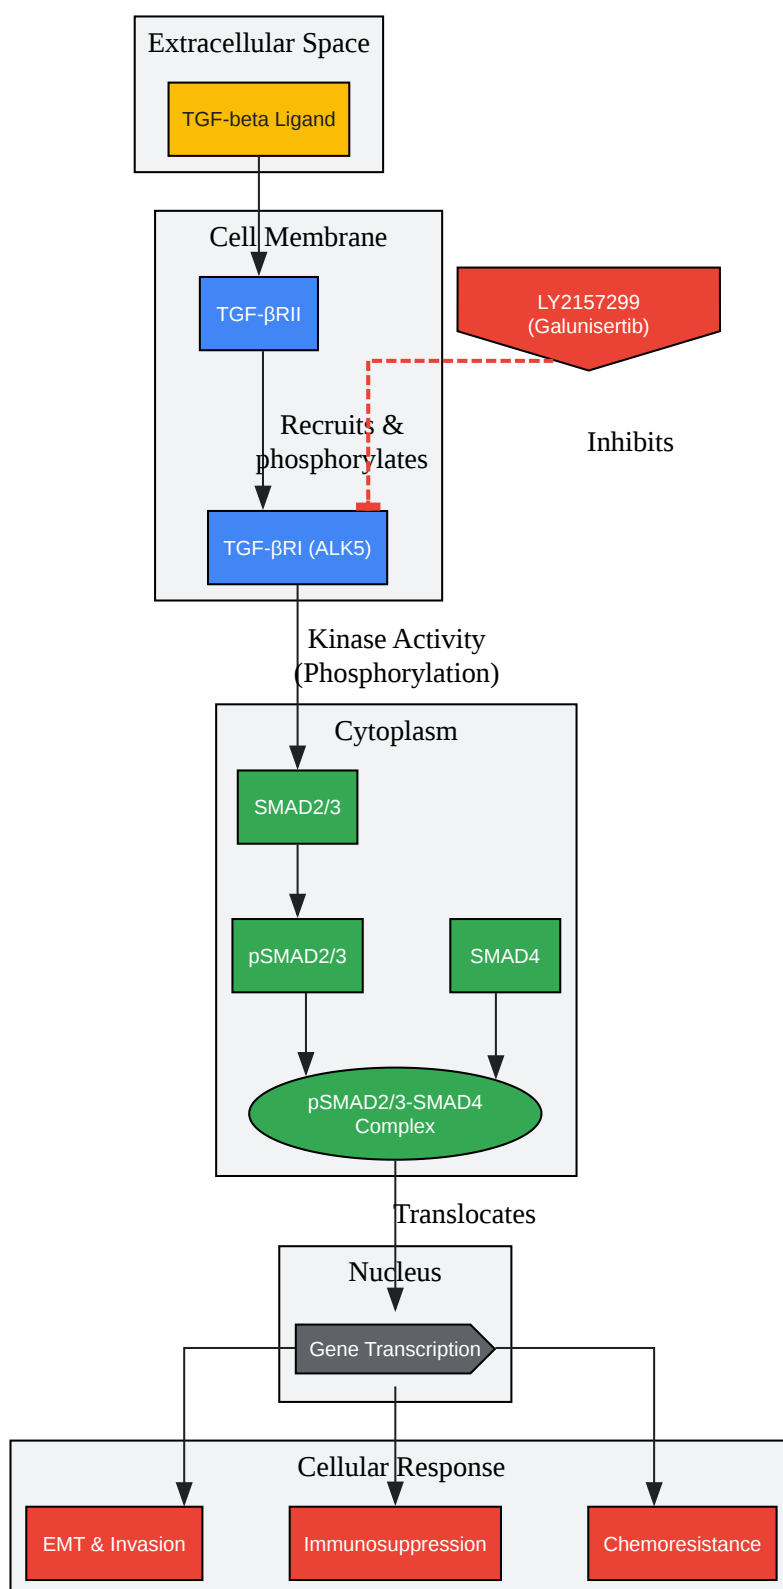 Extracellular Space
TGF-beta Ligand
Cell Membrane
TGF-βRII
LY2157299
(Galunisertib)
Recruits &
phosphorylates
Inhibits
TGF-βRI (ALK5)
Kinase Activity
(Phosphorylation)
Cytoplasm
SMAD2/3
pSMAD2/3
SMAD4
pSMAD2/3-SMAD4
Complex
Translocates
Nucleus
Gene Transcription
Cellular Response
EMT & Invasion
Immunosuppression
Chemoresistance